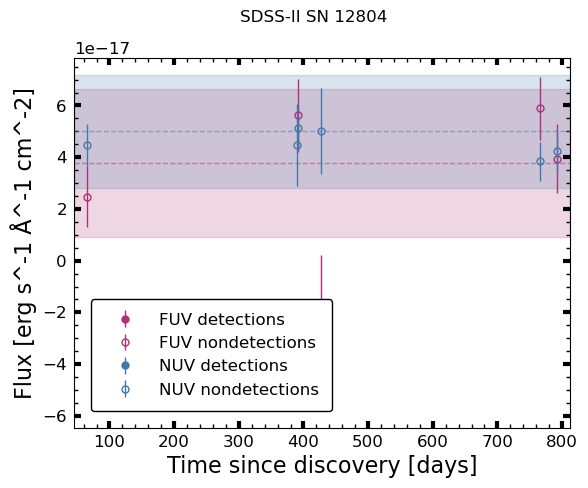 SDSS-II SN 12804
1e−17
6
4
2
0
−2
−4
−6
Flux [erg s^-1 Å^-1 cm^-2]
FUV detections
FUV nondetections
NUV detections
NUV nondetections
100 200 300 400 500 600 700 800
Time since discovery [days]